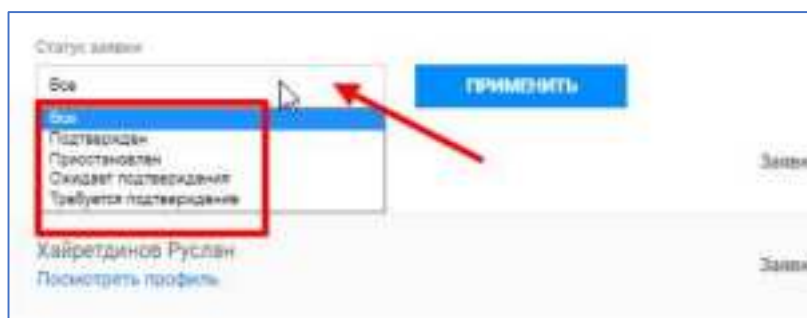 Статус заявки
Все
ПРИМЕНИТЬ
Все
Подтвержден
Приостановлен
Ожидает подтверждения
Требуется подтверждение
Хайретдинов Руслан
Посмотреть профиль